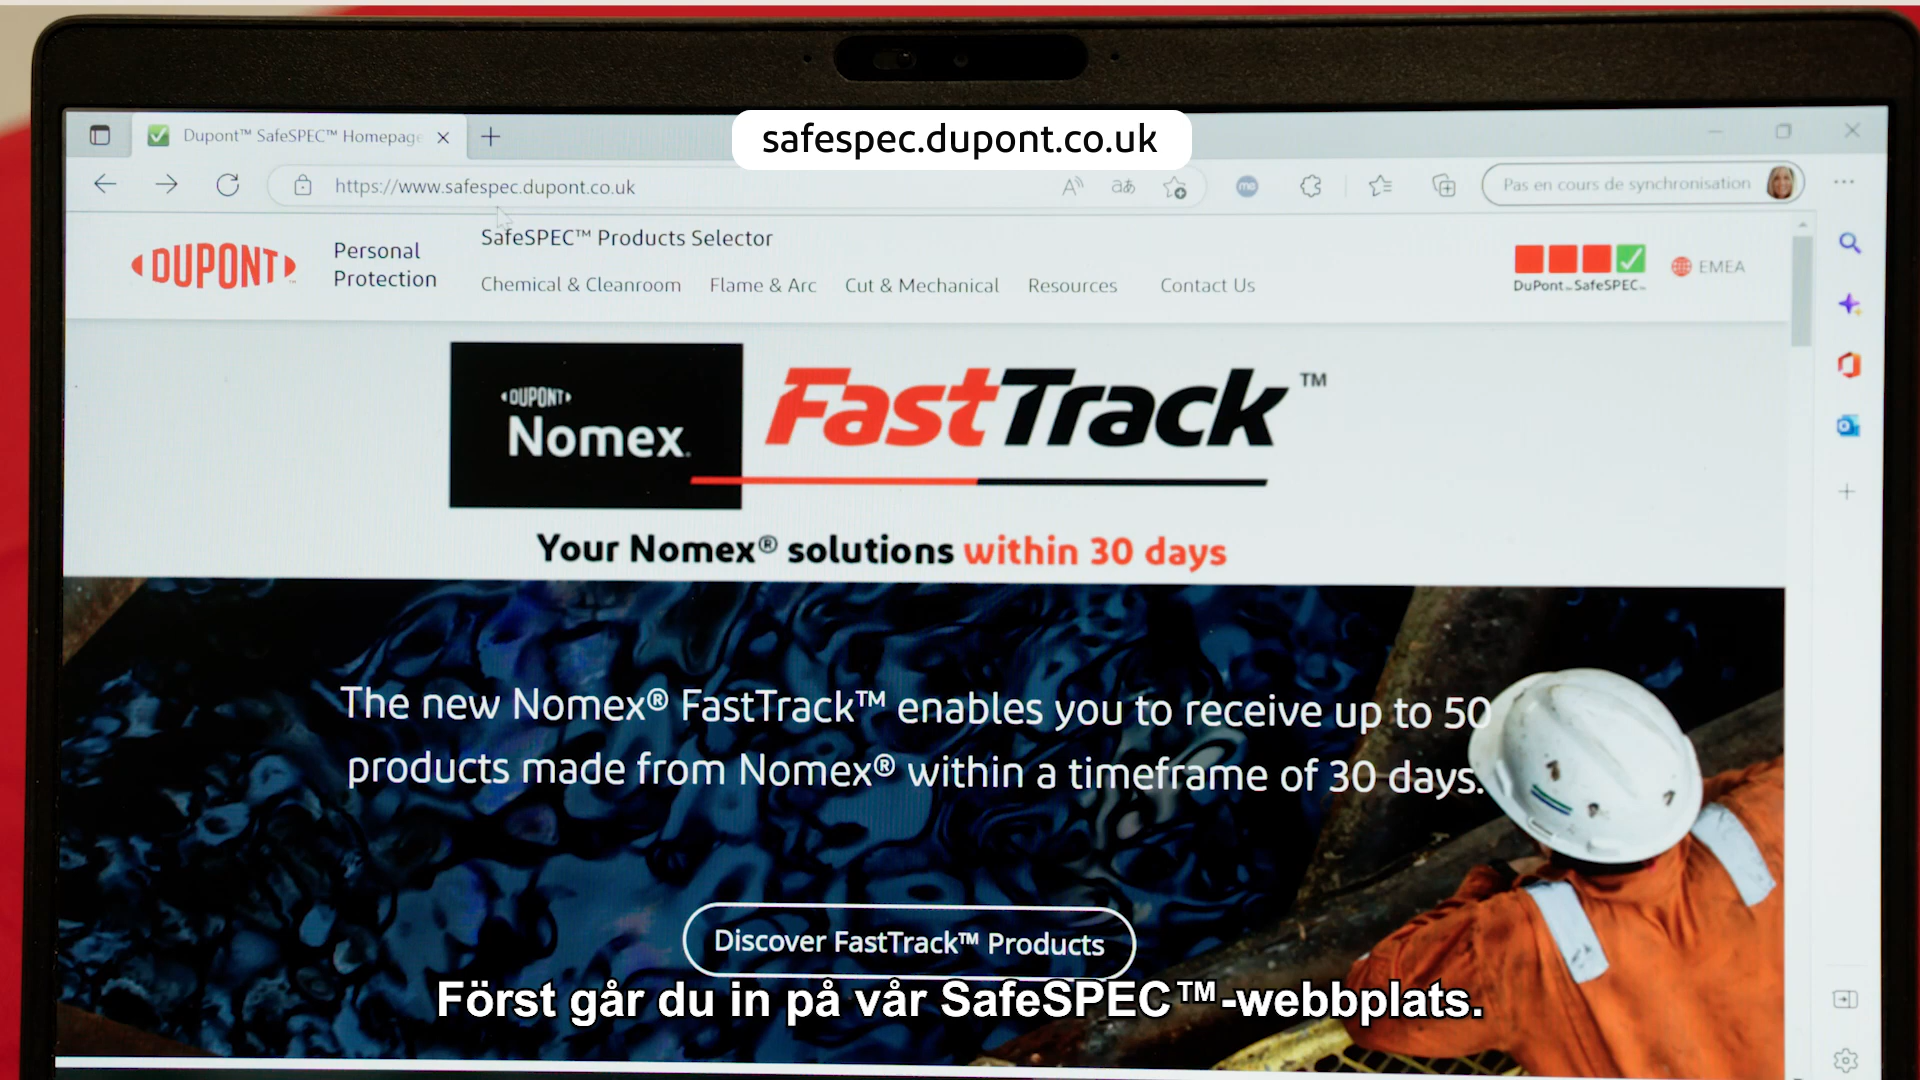 safespec.dupont.co.uk
Dupont™ SafeSPEC™ Homepage
https://www.safespec.dupont.co.uk
Pas en cours de synchronisation
DUPONT™
Personal
Protection
SafeSPEC™ Products Selector
Chemical & Cleanroom
Flame & Arc
Cut & Mechanical
Resources
Contact Us
DuPont™ SafeSPEC™
EMEA
DUPONT
Nomex®
FastTrack™
Your Nomex® solutions within 30 days
The new Nomex® FastTrack™ enables you to receive up to 50
products made from Nomex® within a timeframe of 30 days.
Discover FastTrack™ Products
Först går du in på vår SafeSPEC™-webbplats.